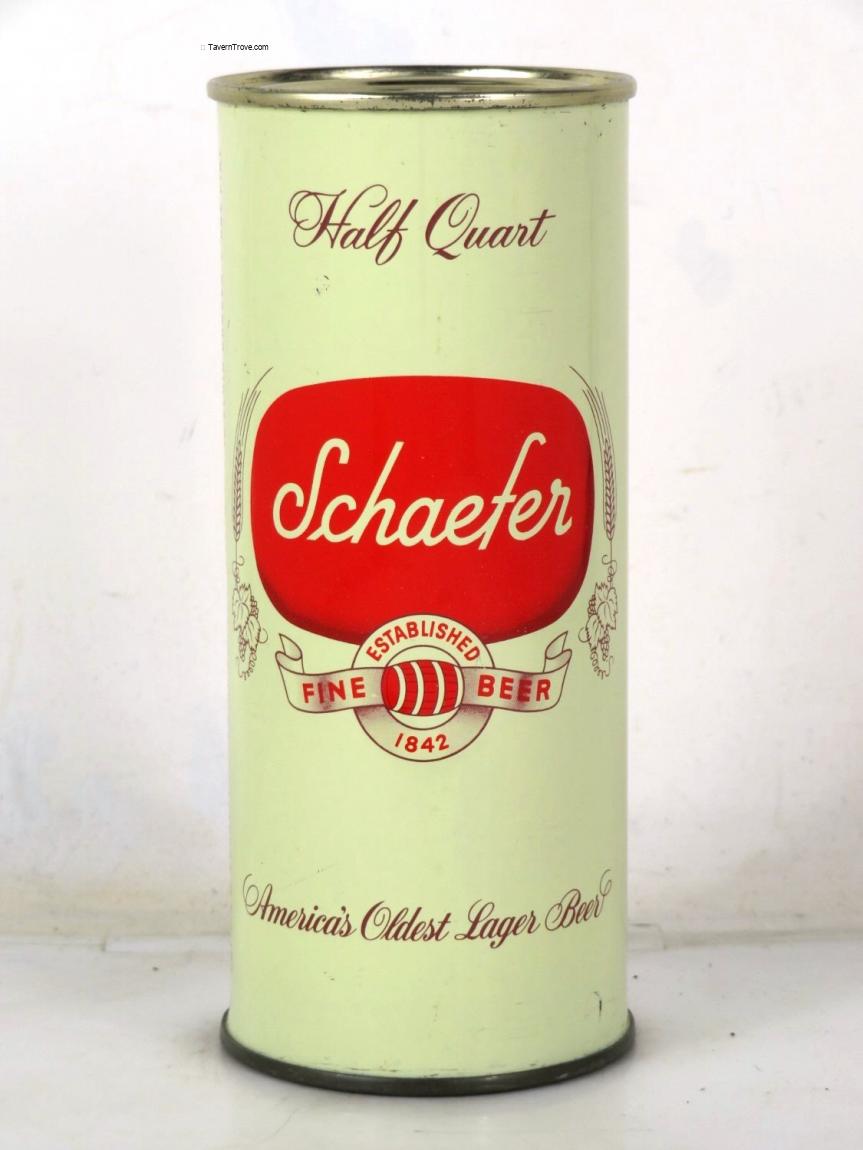 TavernTrove.com
Half Quart
Schaefer
ESTABLISHED
FINE BEER
1842
America's Oldest Lager Beer